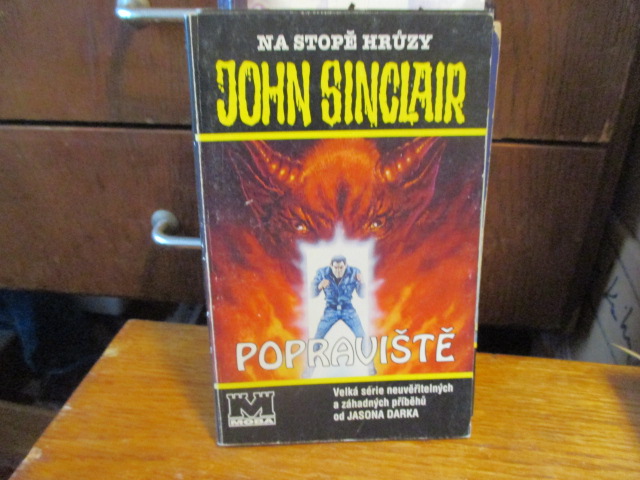 NA STOPĚ HRŮZY
JOHN SINCLAIR
POPRAVIŠTĚ
Velká série neuvěřitelných
a záhadných příběhů
od JASONA DARKA
M
MOBA